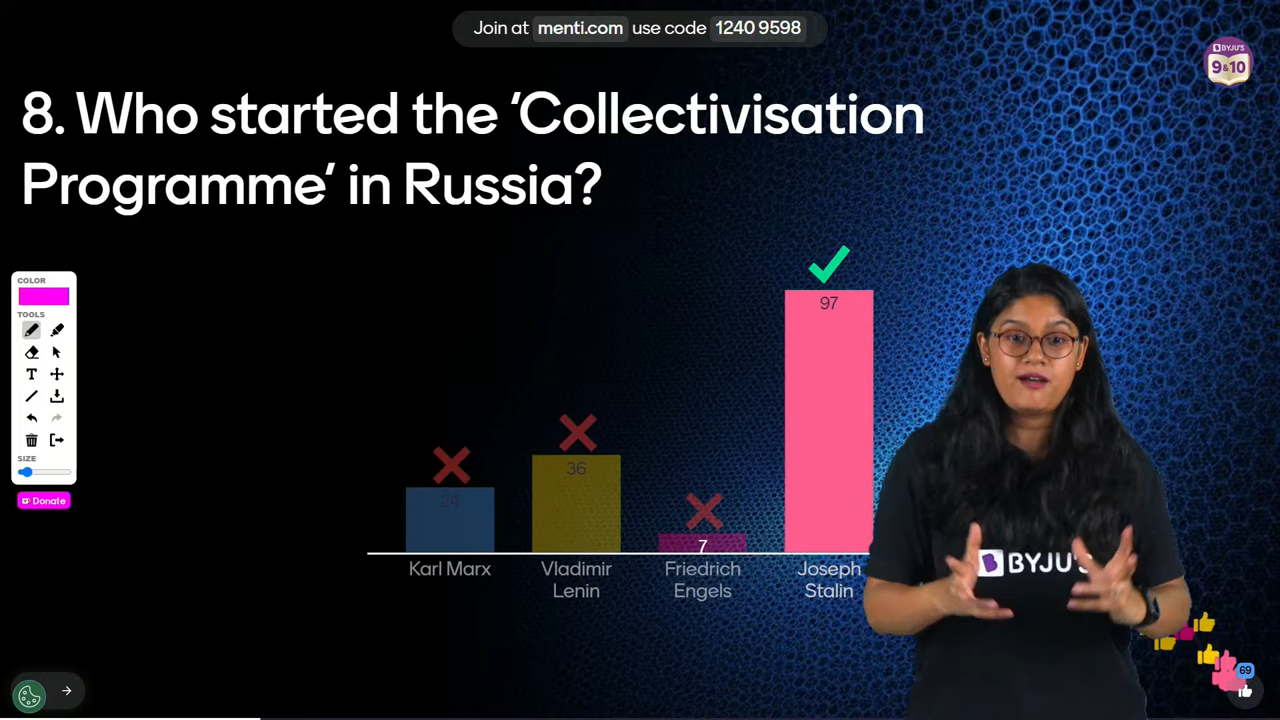 Join at menti.com use code 1240 9598
BYJU'S
9&10
8. Who started the ‘Collectivisation
Programme’ in Russia?
COLOR
TOOLS
T
SIZE
Donate
24
36
7
97
Karl Marx
Vladimir
Lenin
Friedrich
Engels
Joseph
Stalin
BYJU'S
69